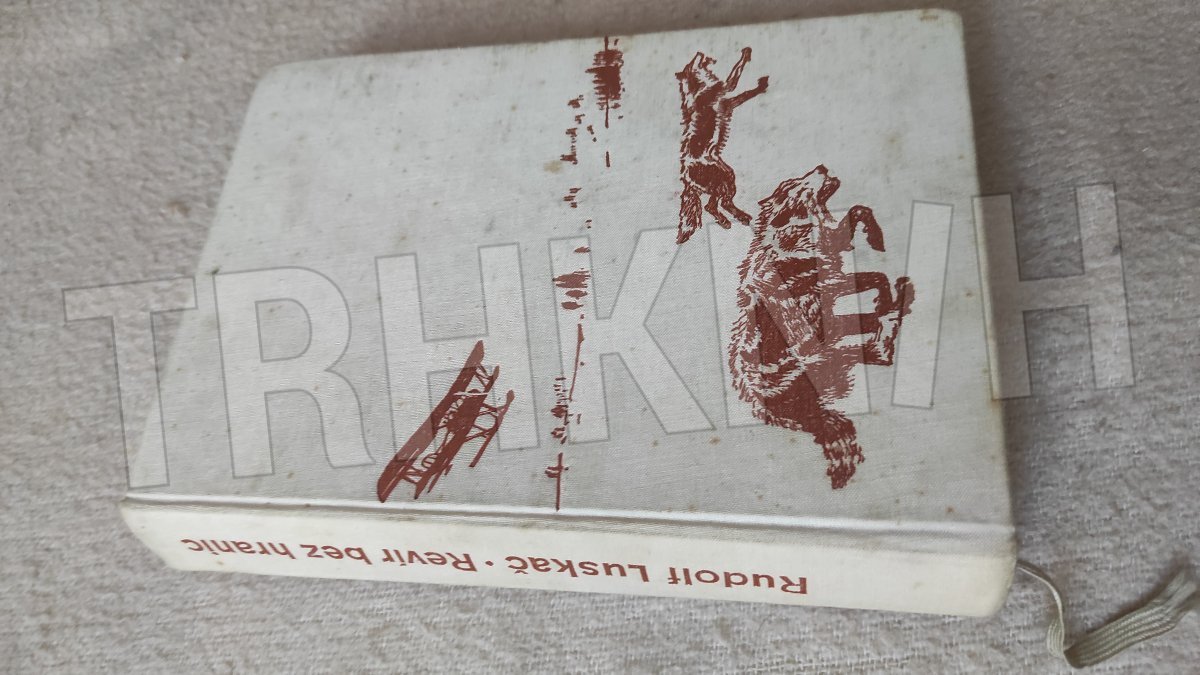 Rudolf Luskač • Revír bez hranic
TRHKNIH